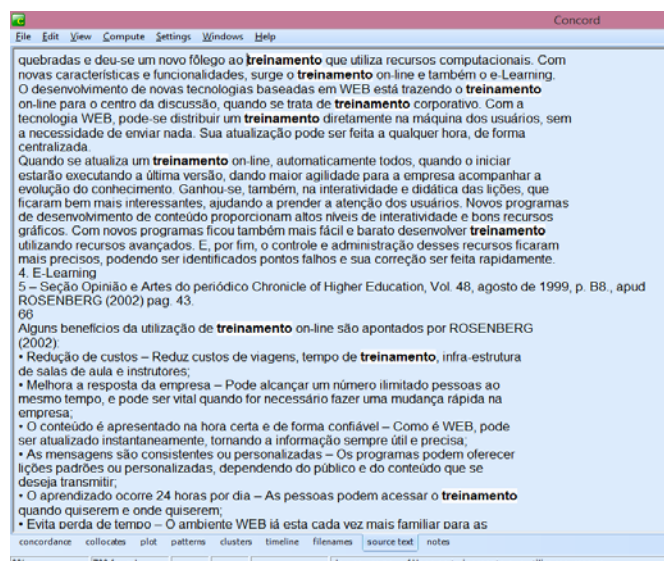 Concord
File Edit View Compute Settings Windows Help
quebradas e deu-se um novo fôlego ao treinamento que utiliza recursos computacionais. Com
novas características e funcionalidades, surge o treinamento on-line e também o e-Learning.
O desenvolvimento de novas tecnologias baseadas em WEB está trazendo o treinamento
on-line para o centro da discussão, quando se trata de treinamento corporativo. Com a
tecnologia WEB, pode-se distribuir um treinamento diretamente na máquina dos usuários, sem
a necessidade de enviar nada. Sua atualização pode ser feita a qualquer hora, de forma
centralizada.
Quando se atualiza um treinamento on-line, automaticamente todos, quando o iniciar
estarão executando a última versão, dando maior agilidade para a empresa acompanhar a
evolução do conhecimento. Ganhou-se, também, na interatividade e didática das lições, que
ficaram bem mais interessantes, ajudando a prender a atenção dos usuários. Novos programas
de desenvolvimento de conteúdo proporcionam altos níveis de interatividade e bons recursos
gráficos. Com novos programas ficou também mais fácil e barato desenvolver treinamento
utilizando recursos avançados. E, por fim, o controle e administração desses recursos ficaram
mais precisos, podendo ser identificados pontos falhos e sua correção ser feita rapidamente.
4. E-Learning
5 – Seção Opinião e Artes do periódico Chronicle of Higher Education, Vol. 48, agosto de 1999, p. B8., apud
ROSENBERG (2002) pag. 43.
66
Alguns benefícios da utilização de treinamento on-line são apontados por ROSENBERG
(2002):
• Redução de custos – Reduz custos de viagens, tempo de treinamento, infra-estrutura
de salas de aula e instrutores;
• Melhora a resposta da empresa – Pode alcançar um número ilimitado pessoas ao
mesmo tempo, e pode ser vital quando for necessário fazer uma mudança rápida na
empresa;
• O conteúdo é apresentado na hora certa e de forma confiável – Como é WEB, pode
ser atualizado instantaneamente, tornando a informação sempre útil e precisa;
• As mensagens são consistentes ou personalizadas – Os programas podem oferecer
lições padrões ou personalizadas, dependendo do público e do conteúdo que se
deseja transmitir;
• O aprendizado ocorre 24 horas por dia – As pessoas podem acessar o treinamento
quando quiserem e onde quiserem;
• Evita perda de tempo – O ambiente WEB já esta cada vez mais familiar para as
concordance collocates plot patterns clusters timeline filenames source text notes